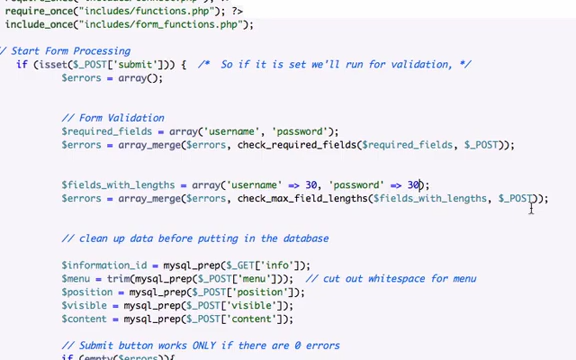 require_once("includes/functions.php"); ?>
include_once("includes/form_functions.php");
// Start Form Processing
if (isset($_POST['submit'])) { /* So if it is set we'll run for validation, */
$errors = array();
// Form Validation
$required_fields = array('username', 'password');
$errors = array_merge($errors, check_required_fields($required_fields, $_POST));
$fields_with_lengths = array('username' => 30, 'password' => 30);
$errors = array_merge($errors, check_max_field_lengths($fields_with_lengths, $_POST));
// clean up data before putting in the database
$information_id = mysql_prep($_GET['info']);
$menu = trim(mysql_prep($_POST['menu'])); // cut out whitespace for menu
$position = mysql_prep($_POST['position']);
$visible = mysql_prep($_POST['visible']);
$content = mysql_prep($_POST['content']);
// Submit button works ONLY if there are 0 errors
if (empty($errors)){